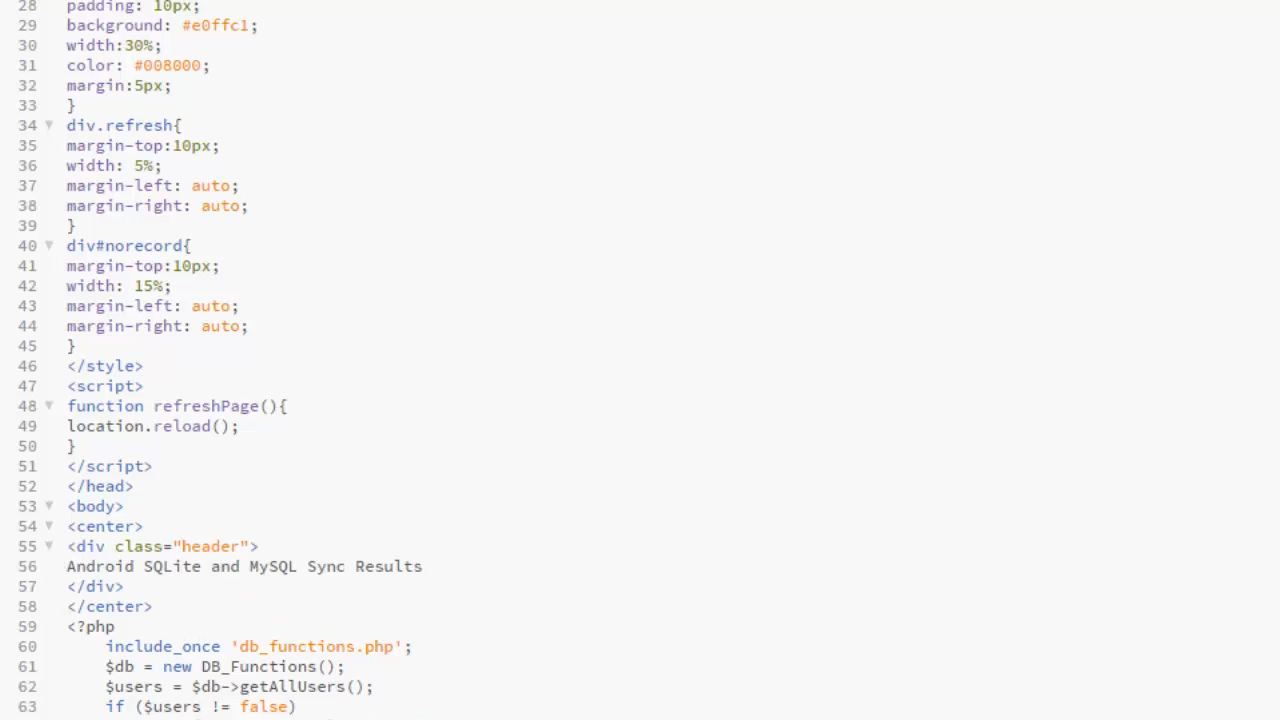 28 padding: 10px;
29 background: #e0ffc1;
30 width:30%;
31 color: #008000;
32 margin:5px;
33 }
34 div.refresh{
35 margin-top:10px;
36 width: 5%;
37 margin-left: auto;
38 margin-right: auto;
39 }
40 div#norecord{
41 margin-top:10px;
42 width: 15%;
43 margin-left: auto;
44 margin-right: auto;
45 }
46 </style>
47 <script>
48 function refreshPage(){
49 location.reload();
50 }
51 </script>
52 </head>
53 <body>
54 <center>
55 <div class="header">
56 Android SQLite and MySQL Sync Results
57 </div>
58 </center>
59 <?php
60 include_once 'db_functions.php';
61 $db = new DB_Functions();
62 $users = $db->getAllUsers();
63 if ($users != false)